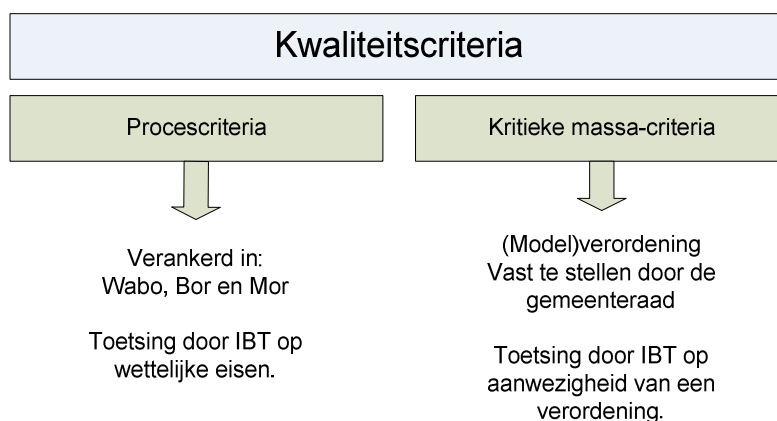 Kwaliteitscriteria
Procescriteria
Kritieke massa-criteria
Verankerd in:
Wabo, Bor en Mor
Toetsing door IBT op
wettelijke eisen.
(Model)verordening
Vast te stellen door de
gemeenteraad
Toetsing door IBT op
aanwezigheid van een
verordening.